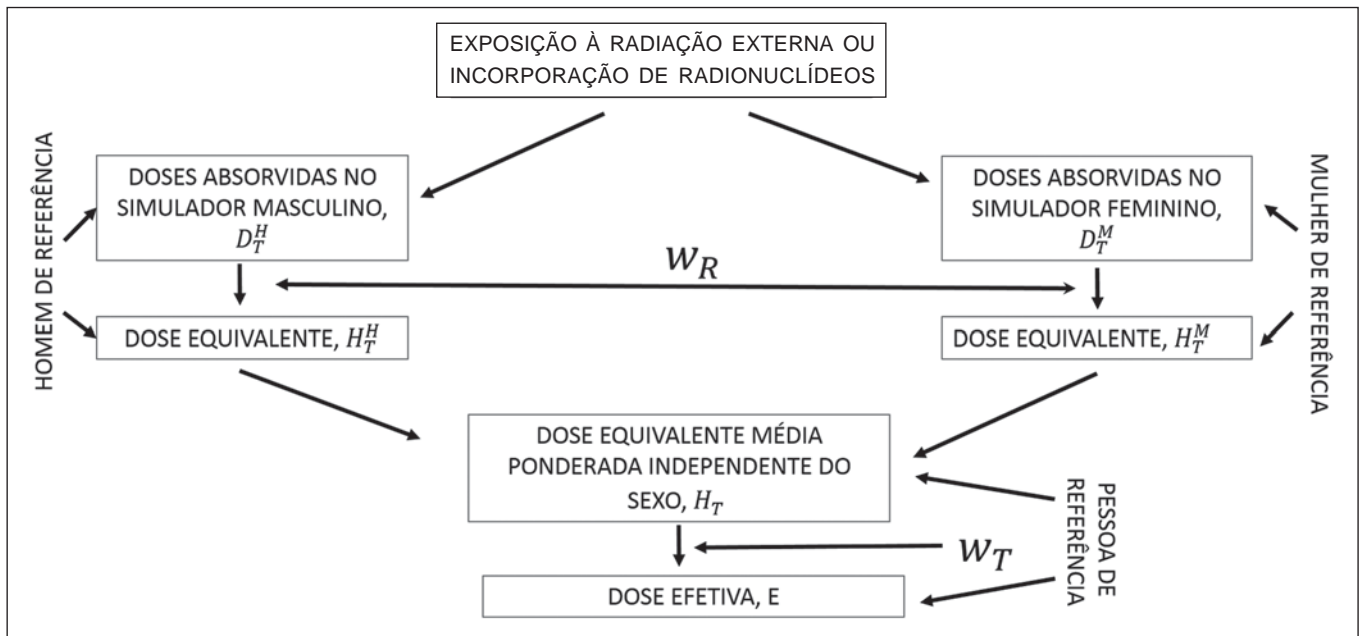 EXPOSIÇÃO À RADIAÇÃO EXTERNA OU
INCORPORAÇÃO DE RADIONUCLÍDEOS
HOMEM DE REFERÊNCIA
DOSES ABSORVIDAS NO
SIMULADOR MASCULINO,
D_T^H
DOSES ABSORVIDAS NO
SIMULADOR FEMININO,
D_T^M
MULHER DE REFERÊNCIA
w_R
DOSE EQUIVALENTE, H_T^H
DOSE EQUIVALENTE, H_T^M
DOSE EQUIVALENTE MÉDIA
PONDERADA INDEPENDENTE DO
SEXO, H_T
PESSOA DE
REFERÊNCIA
w_T
DOSE EFETIVA, E